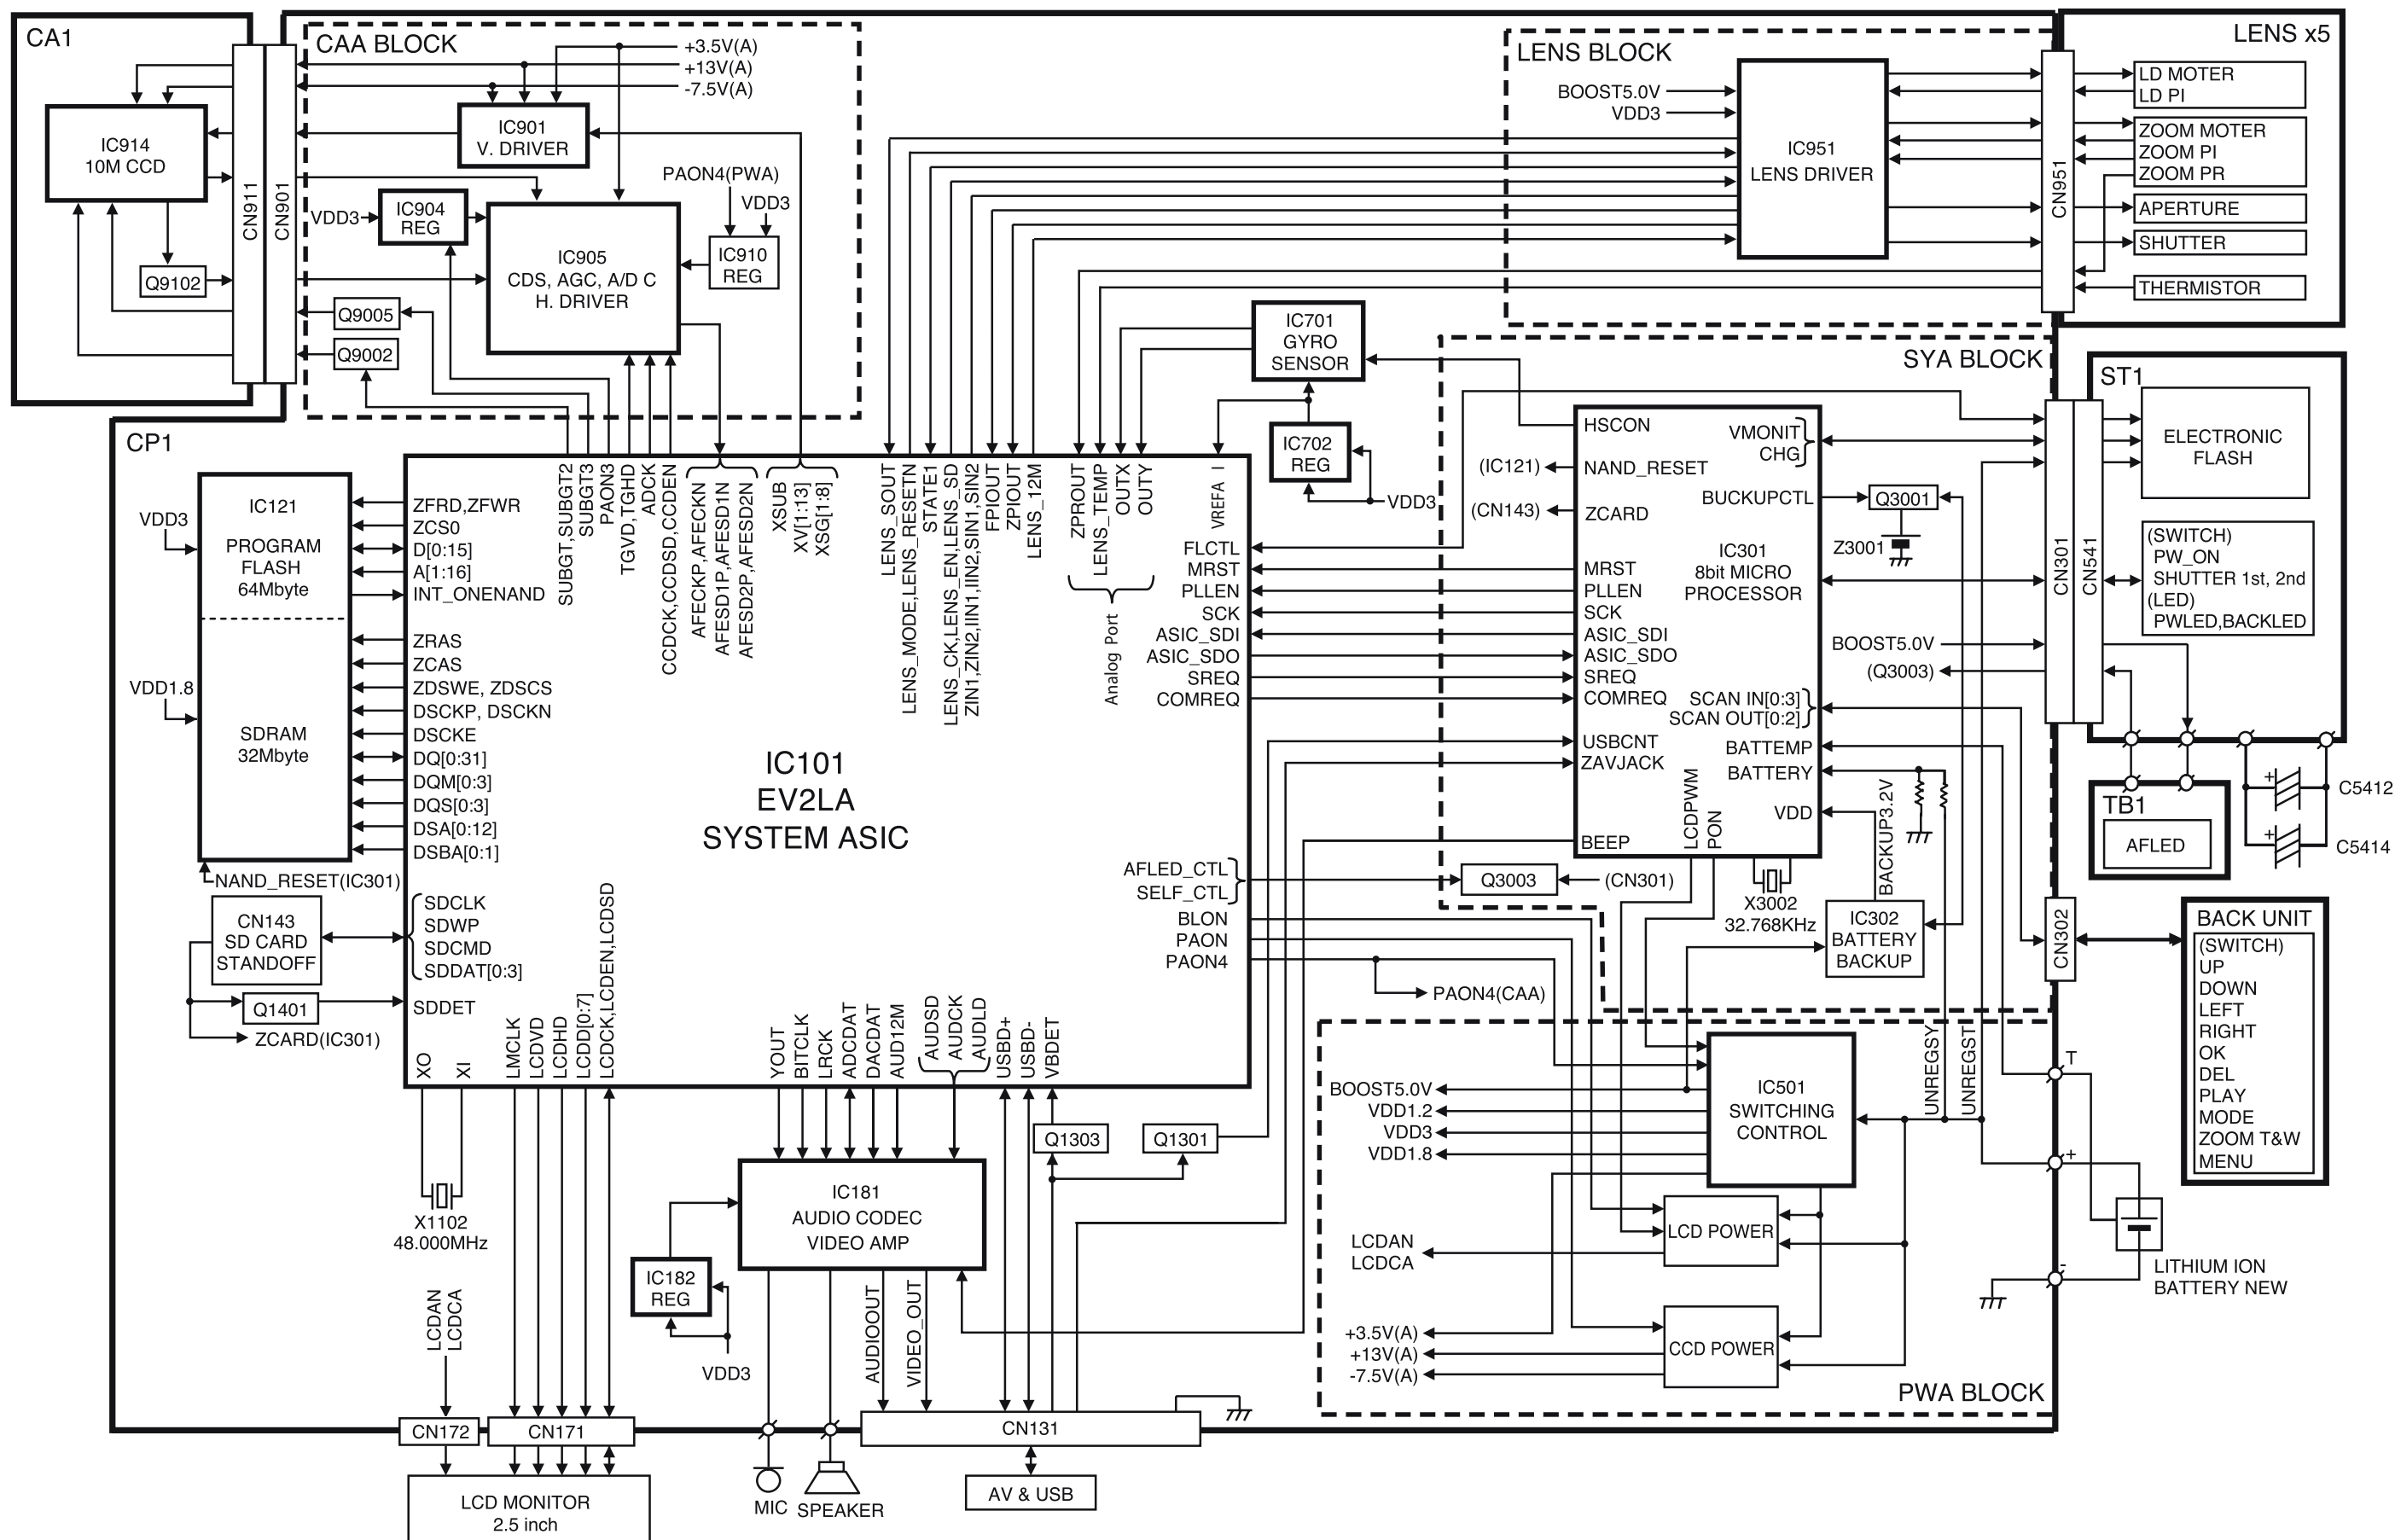 CA1
CAA BLOCK
+3.5V(A)
+13V(A)
-7.5V(A)
IC914
10M CCD
Q9102
CN911
CN901
IC901
V. DRIVER
PAON4(PWA)
VDD3
VDD3
IC904
REG
IC905
CDS, AGC, A/D C
H. DRIVER
IC910
REG
Q9005
Q9002
LENS BLOCK
BOOST5.0V
VDD3
IC951
LENS DRIVER
CN951
LENS x5
LD MOTER
LD PI
ZOOM MOTER
ZOOM PI
ZOOM PR
APERTURE
SHUTTER
THERMISTOR
CP1
IC121
PROGRAM
FLASH
64Mbyte
SDRAM
32Mbyte
VDD3
VDD1.8
NAND_RESET(IC301)
CN143
SD CARD
STANDOFF
Q1401
ZCARD(IC301)
ZFRD,ZFWR
ZCS0
D[0:15]
A[1:16]
INT_ONENAND
ZRAS
ZCAS
ZDSWE, ZDSCS
DSCKP, DSCKN
DSCKE
DQ[0:31]
DQM[0:3]
DQS[0:3]
DSA[0:12]
DSBA[0:1]
SDCLK
SDWP
SDCMD
SDDAT[0:3]
SDDET
SUBGT,SUBGT2
SUBGT3
PAON3
TGVD,TGHD
ADCK
CCDCK,CCDSD,CCDEN
AFECKP,AFECKN
AFESD1P,AFESD1N
AFESD2P,AFESD2N
XSUB
XV[1:13]
XSG[1:8]
LENS_SOUT
LENS_MODE,LENS_RESETN
STATE1
LENS_CK,LENS_EN,LENS_SD
ZIN1,ZIN2,IIN1,IIN2,SIN1,SIN2
FPIOUT
ZPIOUT
LENS_12M
ZPROUT
LENS_TEMP
OUTX
OUTY
Analog Port
VREFA I
IC101
EV2LA
SYSTEM ASIC
FLCTL
MRST
PLLEN
SCK
ASIC_SDI
ASIC_SDO
SREQ
COMREQ
AFLED_CTL
SELF_CTL
BLON
PAON
PAON4
XO
XI
LMCLK
LCDVD
LCDHD
LCDD[0:7]
LCDCK,LCDEN,LCDSD
YOUT
BITCLK
LRCK
ADCDAT
DACDAT
AUD12M
AUDSD
AUDCK
AUDLD
USBD+
USBD-
VBDET
X1102
48.000MHz
IC701
GYRO
SENSOR
IC702
REG
VDD3
SYA BLOCK
HSCON
NAND_RESET
ZCARD
MRST
PLLEN
SCK
ASIC_SDI
ASIC_SDO
SREQ
COMREQ
USBCNT
ZAVJACK
BEEP
(IC121)
(CN143)
VMONIT
CHG
BUCKUPCTL
IC301
8bit MICRO
PROCESSOR
SCAN IN[0:3]
SCAN OUT[0:2]
BATTEMP
BATTERY
VDD
LCDPWM
PON
Q3001
Z3001
BACKUP3.2V
BOOST5.0V
(Q3003)
Q3003
(CN301)
X3002
32.768KHz
IC302
BATTERY
BACKUP
PAON4(CAA)
CN301
CN541
CN302
ST1
ELECTRONIC
FLASH
(SWITCH)
PW_ON
SHUTTER 1st, 2nd
(LED)
PWLED,BACKLED
TB1
AFLED
+
C5412
+
C5414
BACK UNIT
(SWITCH)
UP
DOWN
LEFT
RIGHT
OK
DEL
PLAY
MODE
ZOOM T&W
MENU
UNREGSY
UNREGST
T
+
-
LITHIUM ION
BATTERY NEW
IC501
SWITCHING
CONTROL
BOOST5.0V
VDD1.2
VDD3
VDD1.8
LCD POWER
LCDAN
LCDCA
CCD POWER
+3.5V(A)
+13V(A)
-7.5V(A)
PWA BLOCK
Q1303
Q1301
IC181
AUDIO CODEC
VIDEO AMP
IC182
REG
VDD3
AUDIOOUT
VIDEO_OUT
LCDAN
LCDCA
CN172
CN171
CN131
LCD MONITOR
2.5 inch
MIC
SPEAKER
AV & USB